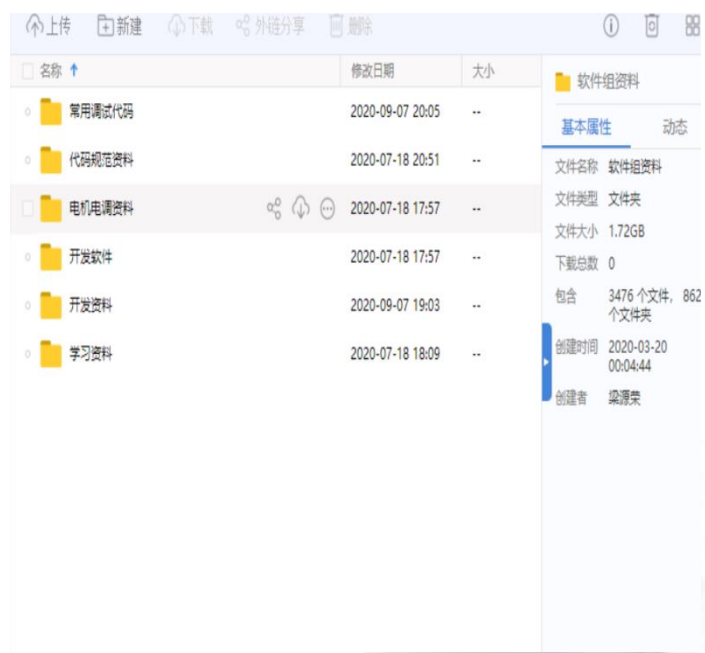 上传 新建 下载 外链分享 删除
名称 修改日期 大小
常用调试代码 2020-09-07 20:05 --
代码规范资料 2020-07-18 20:51 --
电机电调资料 2020-07-18 17:57 --
开发软件 2020-07-18 17:57 --
开发资料 2020-09-07 19:03 --
学习资料 2020-07-18 18:09 --
软件组资料
基本属性 动态
文件名称 软件组资料
文件类型 文件夹
文件大小 1.72GB
下载总数 0
包含 3476 个文件， 862
个文件夹
创建时间 2020-03-20
00:04:44
创建者 梁源荣